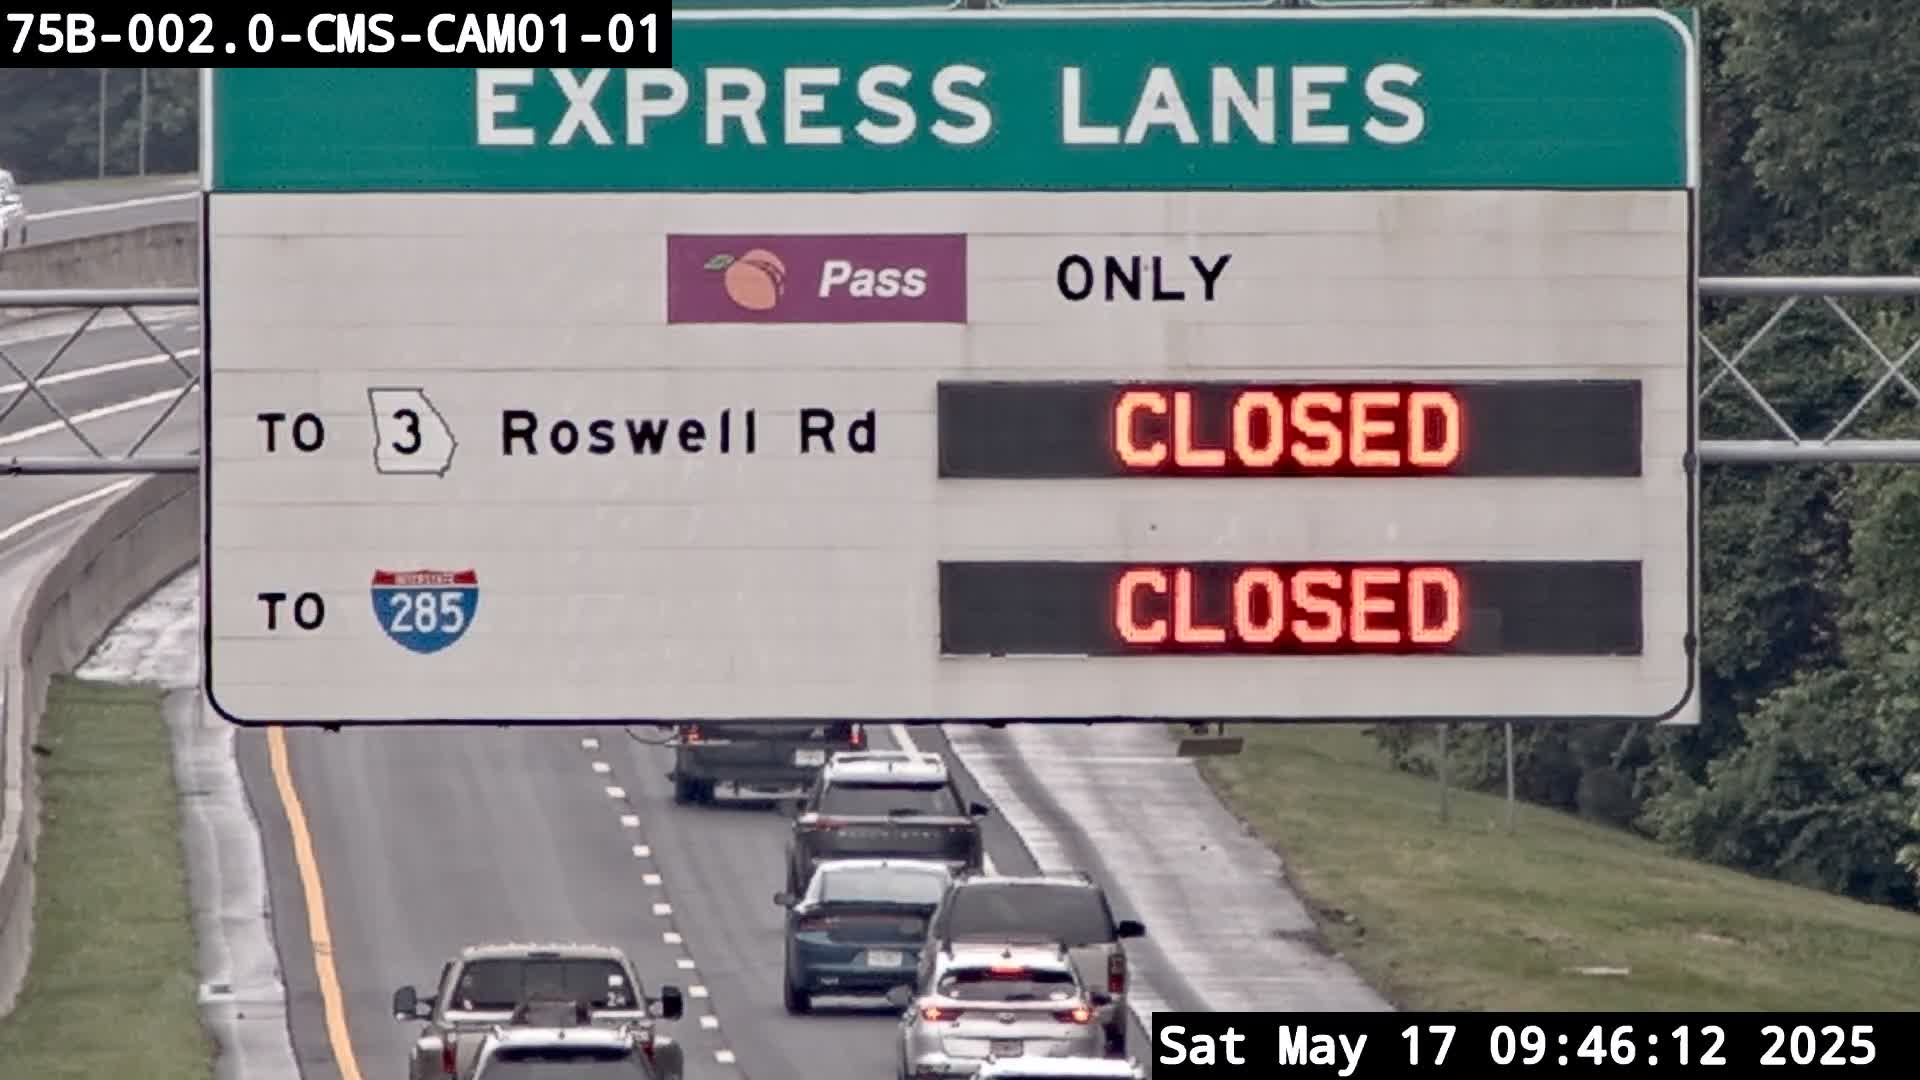 75B-002.0-CMS-CAM01-01
EXPRESS LANES
Pass ONLY
TO 3 Roswell Rd CLOSED
TO INTERSTATE 285 CLOSED
Sat May 17 09:46:12 2025